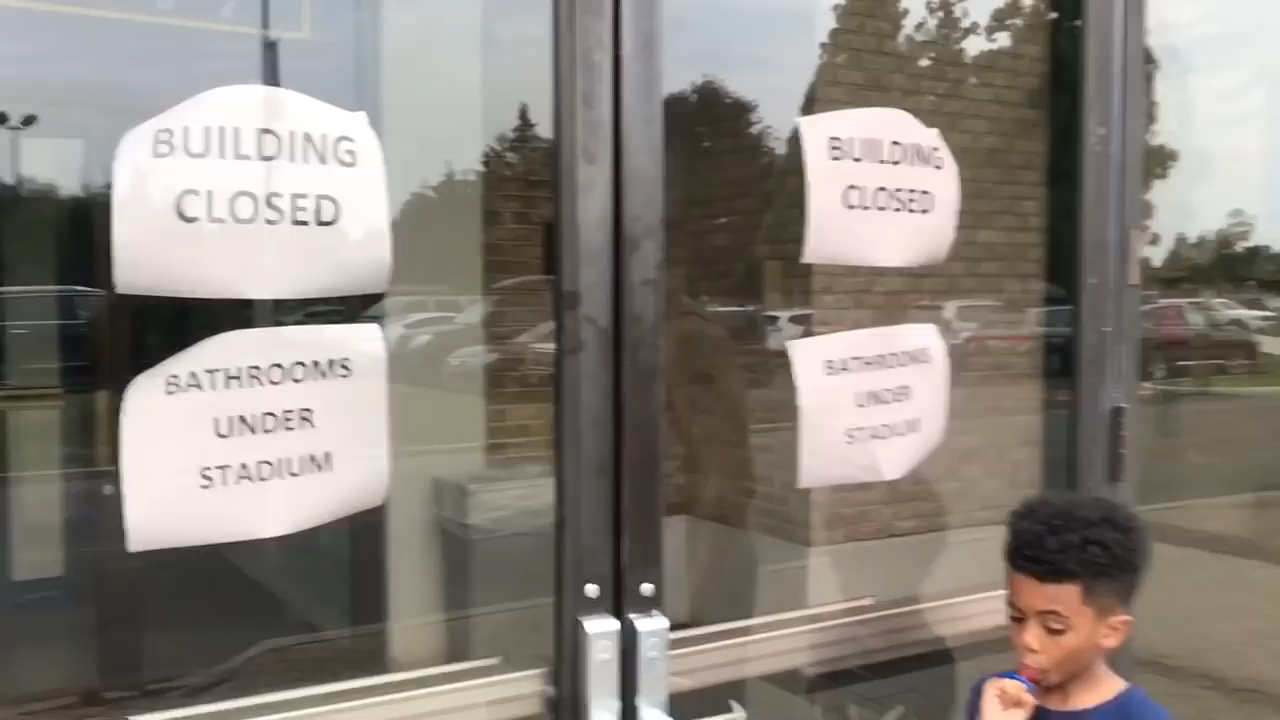 BUILDING
CLOSED
BATHROOMS
UNDER
STADIUM
BUILDING
CLOSED
BATHROOMS
UNDER
STADIUM